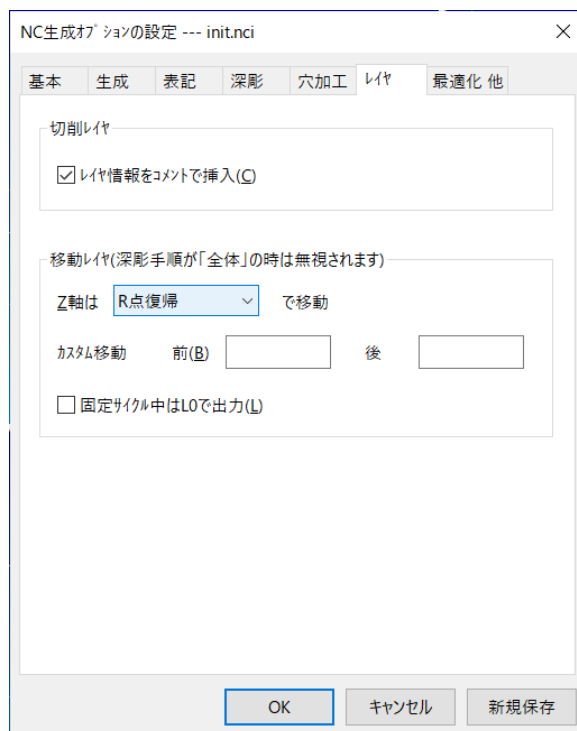 NC生成ｵﾌﾟｼｮﾝの設定 --- init.nci
基本 生成 表記 深彫 穴加工 ﾚｲﾔ 最適化 他
切削ﾚｲﾔ
ﾚｲﾔ情報をｺﾒﾝﾄで挿入(C)
移動ﾚｲﾔ(深彫手順が「全体」の時は無視されます)
Z軸は R点復帰 で移動
ｶｽﾀﾑ移動 前(B) 後
固定ｻｲｸﾙ中はL0で出力(L)
OK キャンセル 新規保存